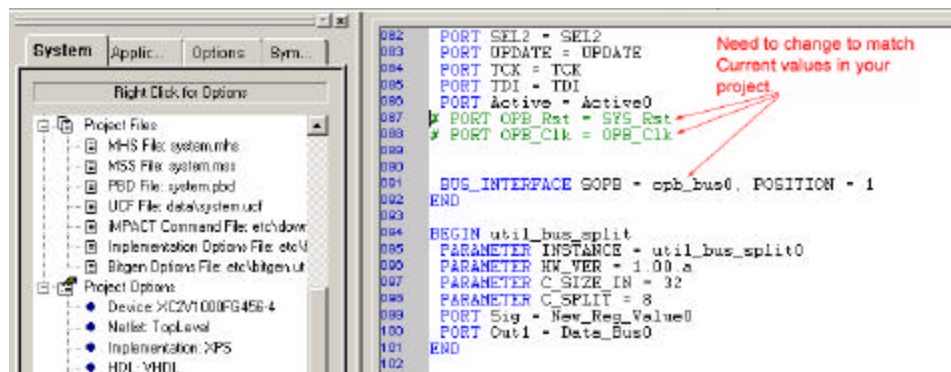 System Applic... Options Sym...
Right Click for Options
Project Files
MHS File: system.mhs
MSS File: system.mss
PBD File: system.pbd
UCF File: data\system.ucf
iMPACT Command File: etc\down
Implementation Options File: etc\f
Bitgen Options File: etc\bitgen.ut
Project Options
Device: XC2V1000FG456-4
Netlist: TopLevel
Implementation: XPS
HDL: VHDL
082 PORT SEL2 = SEL2
083 PORT UPDATE = UPDATE
084 PORT TCK = TCK
085 PORT TDI = TDI
086 PORT Active = Active0
087 # PORT OPB_Rst = SYS_Rst
088 # PORT OPB_Clk = OPB_Clk
089
090
091 BUS_INTERFACE SOPB = opb_bus0, POSITION = 1
092 END
093
094 BEGIN util_bus_split
095 PARAMETER INSTANCE = util_bus_split0
096 PARAMETER HW_VER = 1.00.a
097 PARAMETER C_SIZE_IN = 32
098 PARAMETER C_SPLIT = 8
099 PORT Sig = New_Reg_Value0
100 PORT Out1 = Data_Bus0
101 END
102
Need to change to match
Current values in your
project.